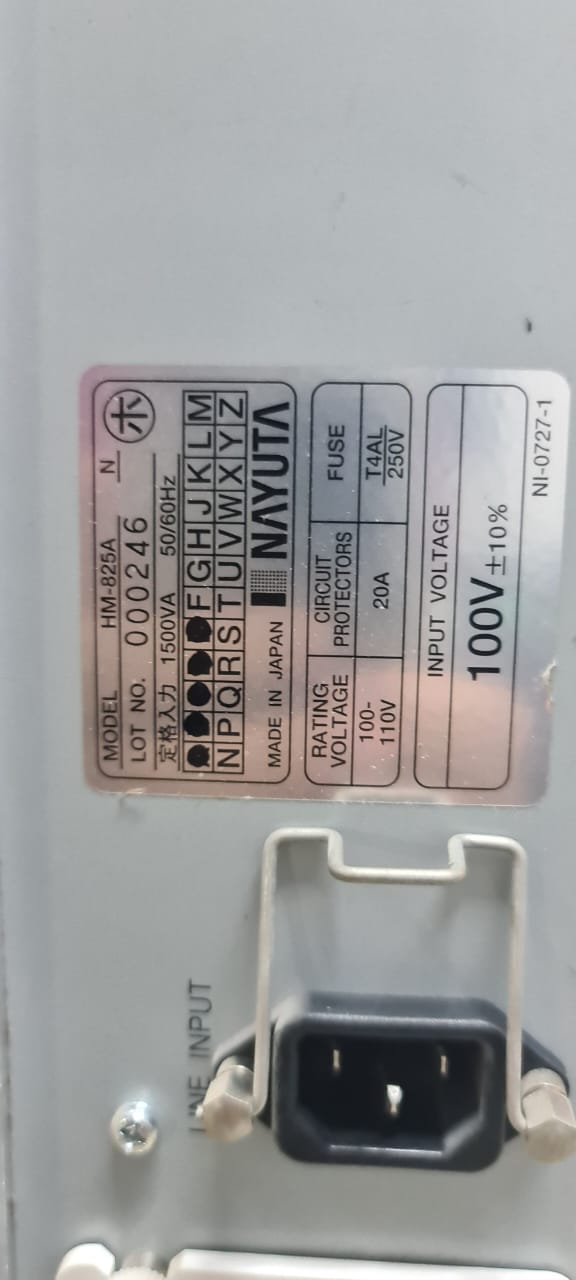 MODEL HM-825A N ホ
LOT NO. 000246
定格入力 1500VA 50/60Hz
F G H J K L M
N P Q R S T U V W X Y Z
MADE IN JAPAN NAYUTA
RATING VOLTAGE CIRCUIT PROTECTORS FUSE
100-110V 20A T4AL 250V
INPUT VOLTAGE
100V ±10%
NI-0727-1
LINE INPUT